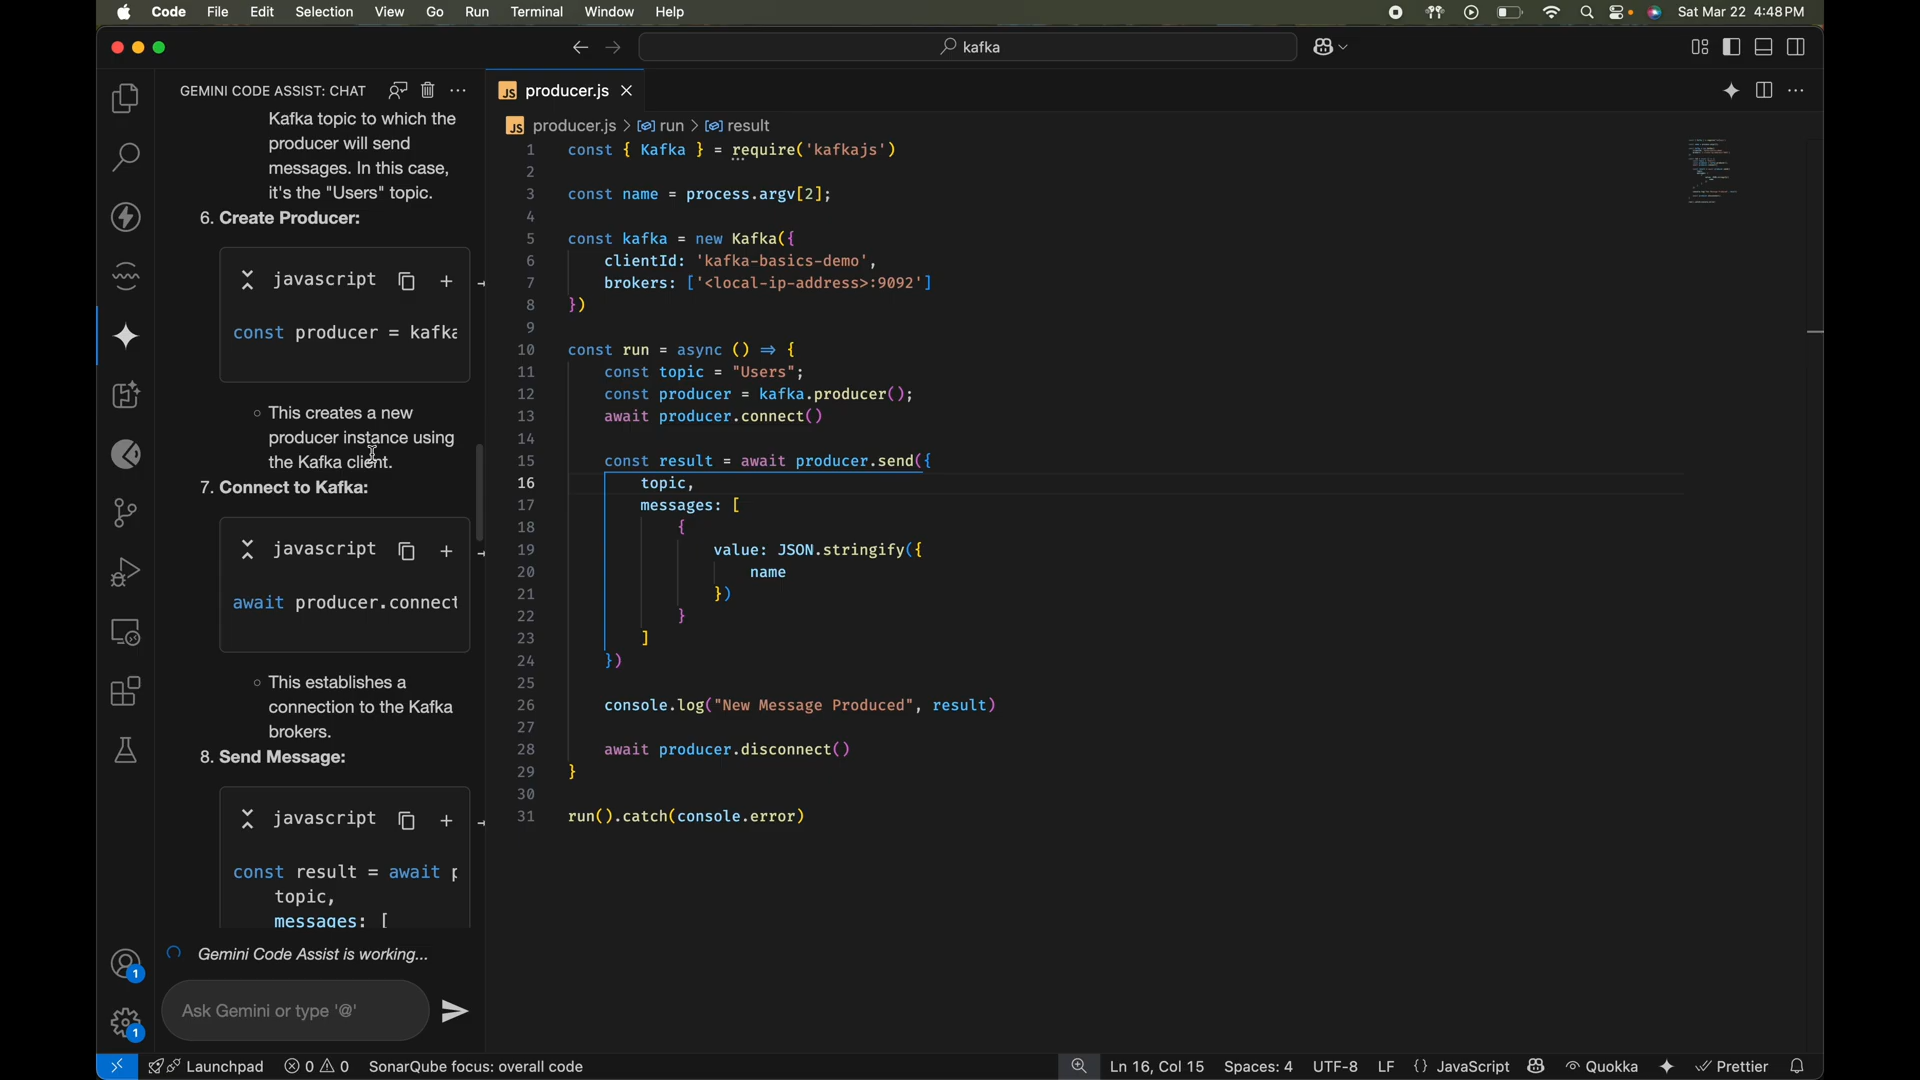 Code File Edit Selection View Go Run Terminal Window Help
Sat Mar 22 4:48 PM
kafka
GEMINI CODE ASSIST: CHAT
Kafka topic to which the
producer will send
messages. In this case,
it's the "Users" topic.
6. Create Producer:
javascript
const producer = kafka
This creates a new
producer instance using
the Kafka client.
7. Connect to Kafka:
javascript
await producer.connect
This establishes a
connection to the Kafka
brokers.
8. Send Message:
javascript
const result = await p
topic,
messages: [
Gemini Code Assist is working...
Ask Gemini or type '@'
1
1
JS producer.js
JS producer.js > run > result
1 const { Kafka } = require('kafkajs')
2
3 const name = process.argv[2];
4
5 const kafka = new Kafka({
6 clientId: 'kafka-basics-demo',
7 brokers: ['<local-ip-address>:9092']
8 })
9
10 const run = async () => {
11 const topic = "Users";
12 const producer = kafka.producer();
13 await producer.connect()
14
15 const result = await producer.send({
16 topic,
17 messages: [
18 {
19 value: JSON.stringify({
20 name
21 })
22 }
23 ]
24 })
25
26 console.log("New Message Produced", result)
27
28 await producer.disconnect()
29 }
30
31 run().catch(console.error)
Launchpad 0 0 SonarQube focus: overall code
Ln 16, Col 15 Spaces: 4 UTF-8 LF {} JavaScript Quokka Prettier